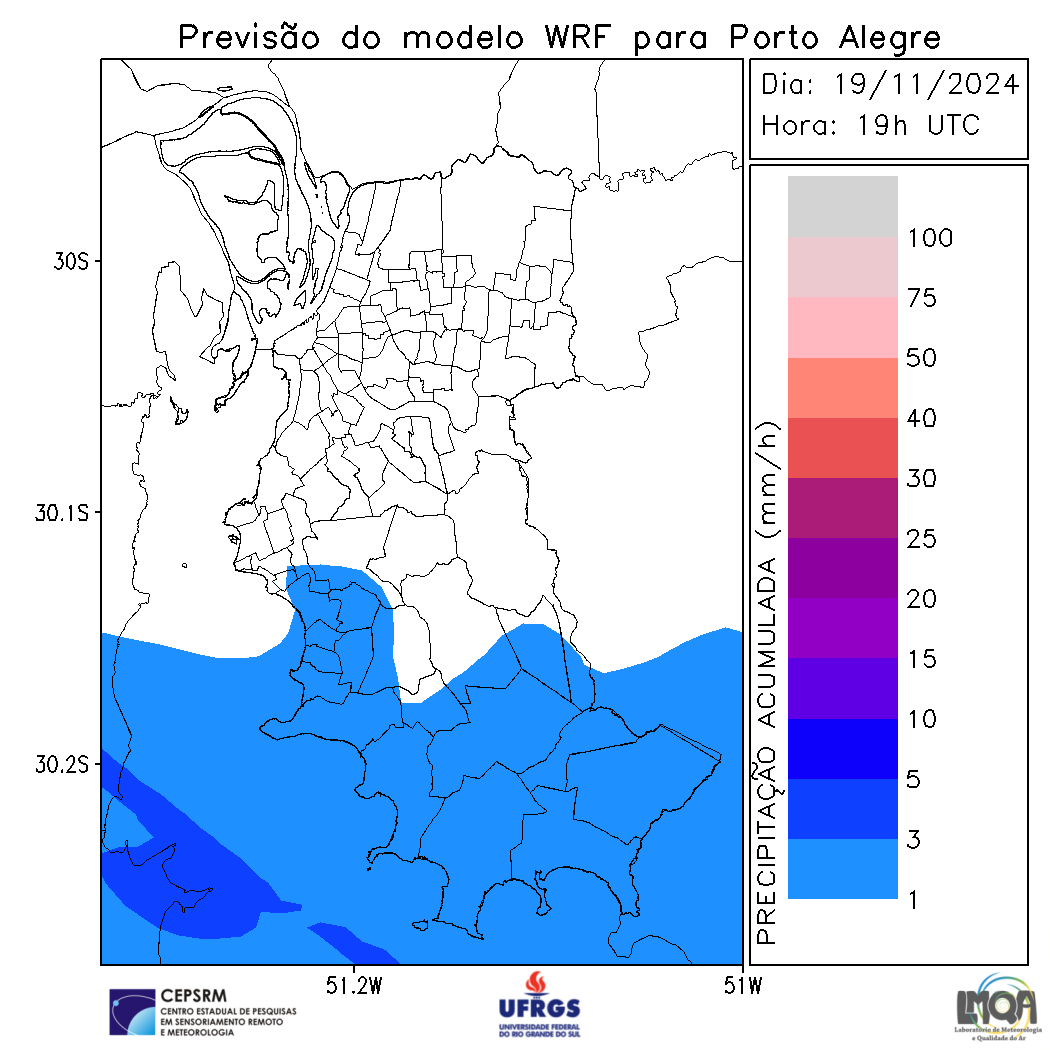 Previsão do modelo WRF para Porto Alegre
Dia: 19/11/2024
Hora: 19h UTC
30S
30.1S
30.2S
51.2W
51W
PRECIPITAÇÃO ACUMULADA (mm/h)
100
75
50
40
30
25
20
15
10
5
3
1
CEPSRM
CENTRO ESTADUAL DE PESQUISAS
EM SENSORIAMENTO REMOTO
E METEOROLOGIA
UFRGS
UNIVERSIDADE FEDERAL
DO RIO GRANDE DO SUL
LMQA
Laboratório de Meteorologia
e Qualidade do Ar